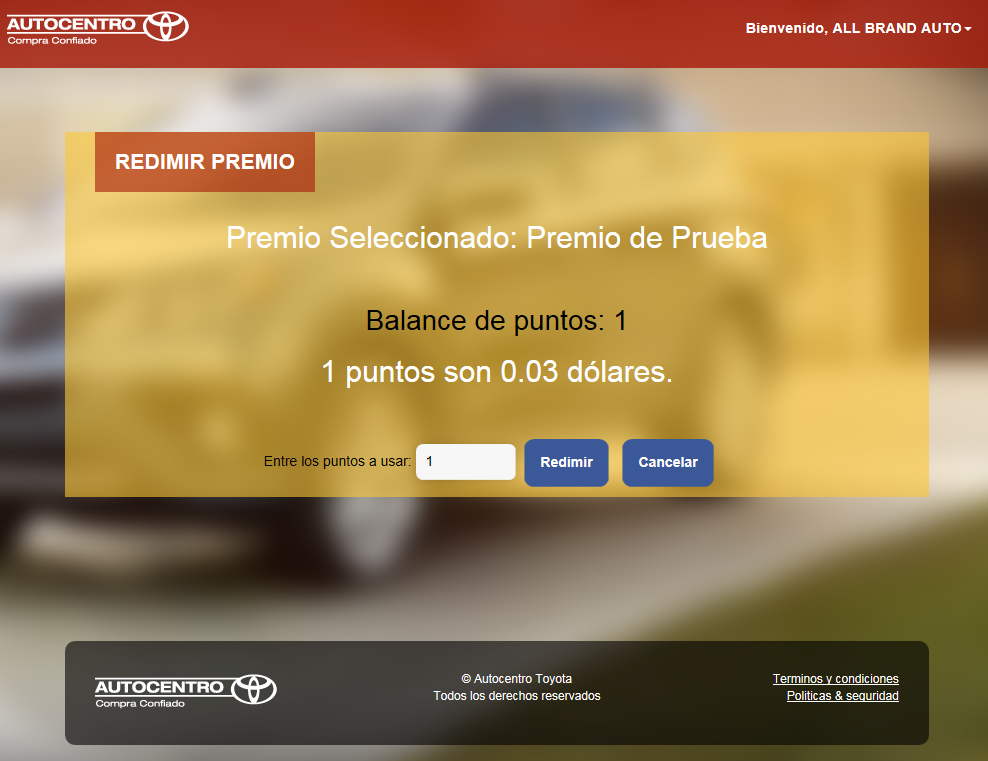 AUTOCENTRO
Compra Confiado
Bienvenido, ALL BRAND AUTO
REDIMIR PREMIO
Premio Seleccionado: Premio de Prueba
Balance de puntos: 1
1 puntos son 0.03 dólares.
Entre los puntos a usar: 1 Redimir Cancelar
AUTOCENTRO
Compra Confiado
© Autocentro Toyota
Todos los derechos reservados
Terminos y condiciones
Politicas & seguridad